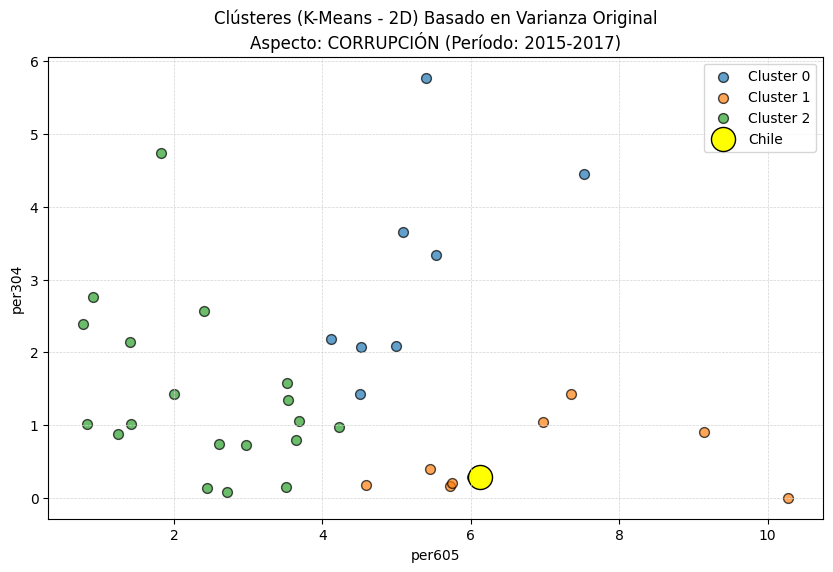 Clústeres (K-Means - 2D) Basado en Varianza Original
Aspecto: CORRUPCIÓN (Período: 2015-2017)
Cluster 0
Cluster 1
Cluster 2
Chile
per304
6
5
4
3
2
1
0
2
4
6
8
10
per605